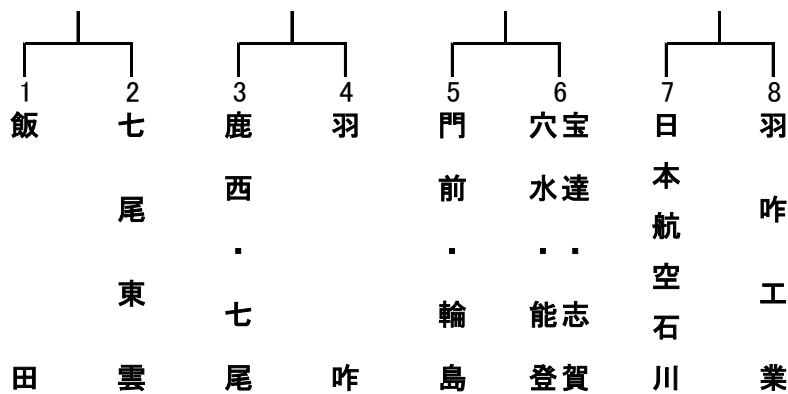 1
飯田
2
七尾東雲
3
鹿西・七尾
4
羽咋
5
門前・輪島
6
宝達・志賀
穴水・能登
7
日本航空石川
8
羽咋工業